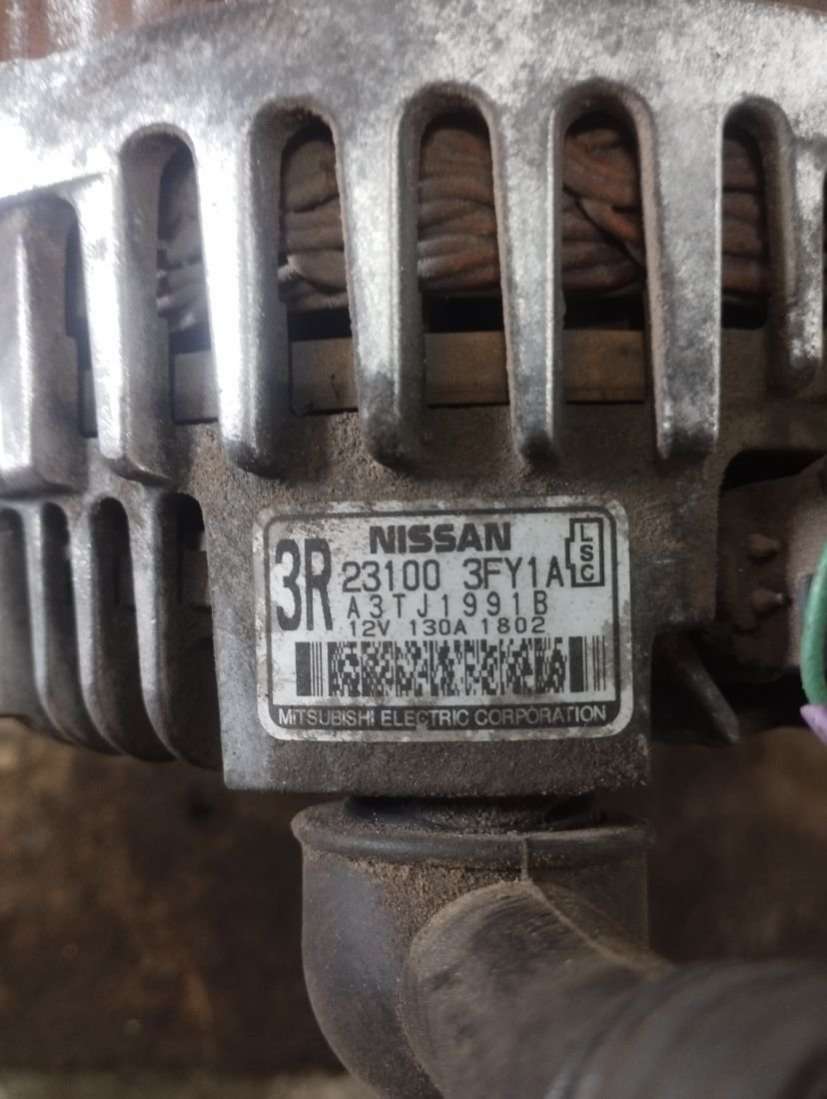 NISSAN
3R 23100 3FY1A LSC
A3TJ1991B
12V 130A 1802
MITSUBISHI ELECTRIC CORPORATION